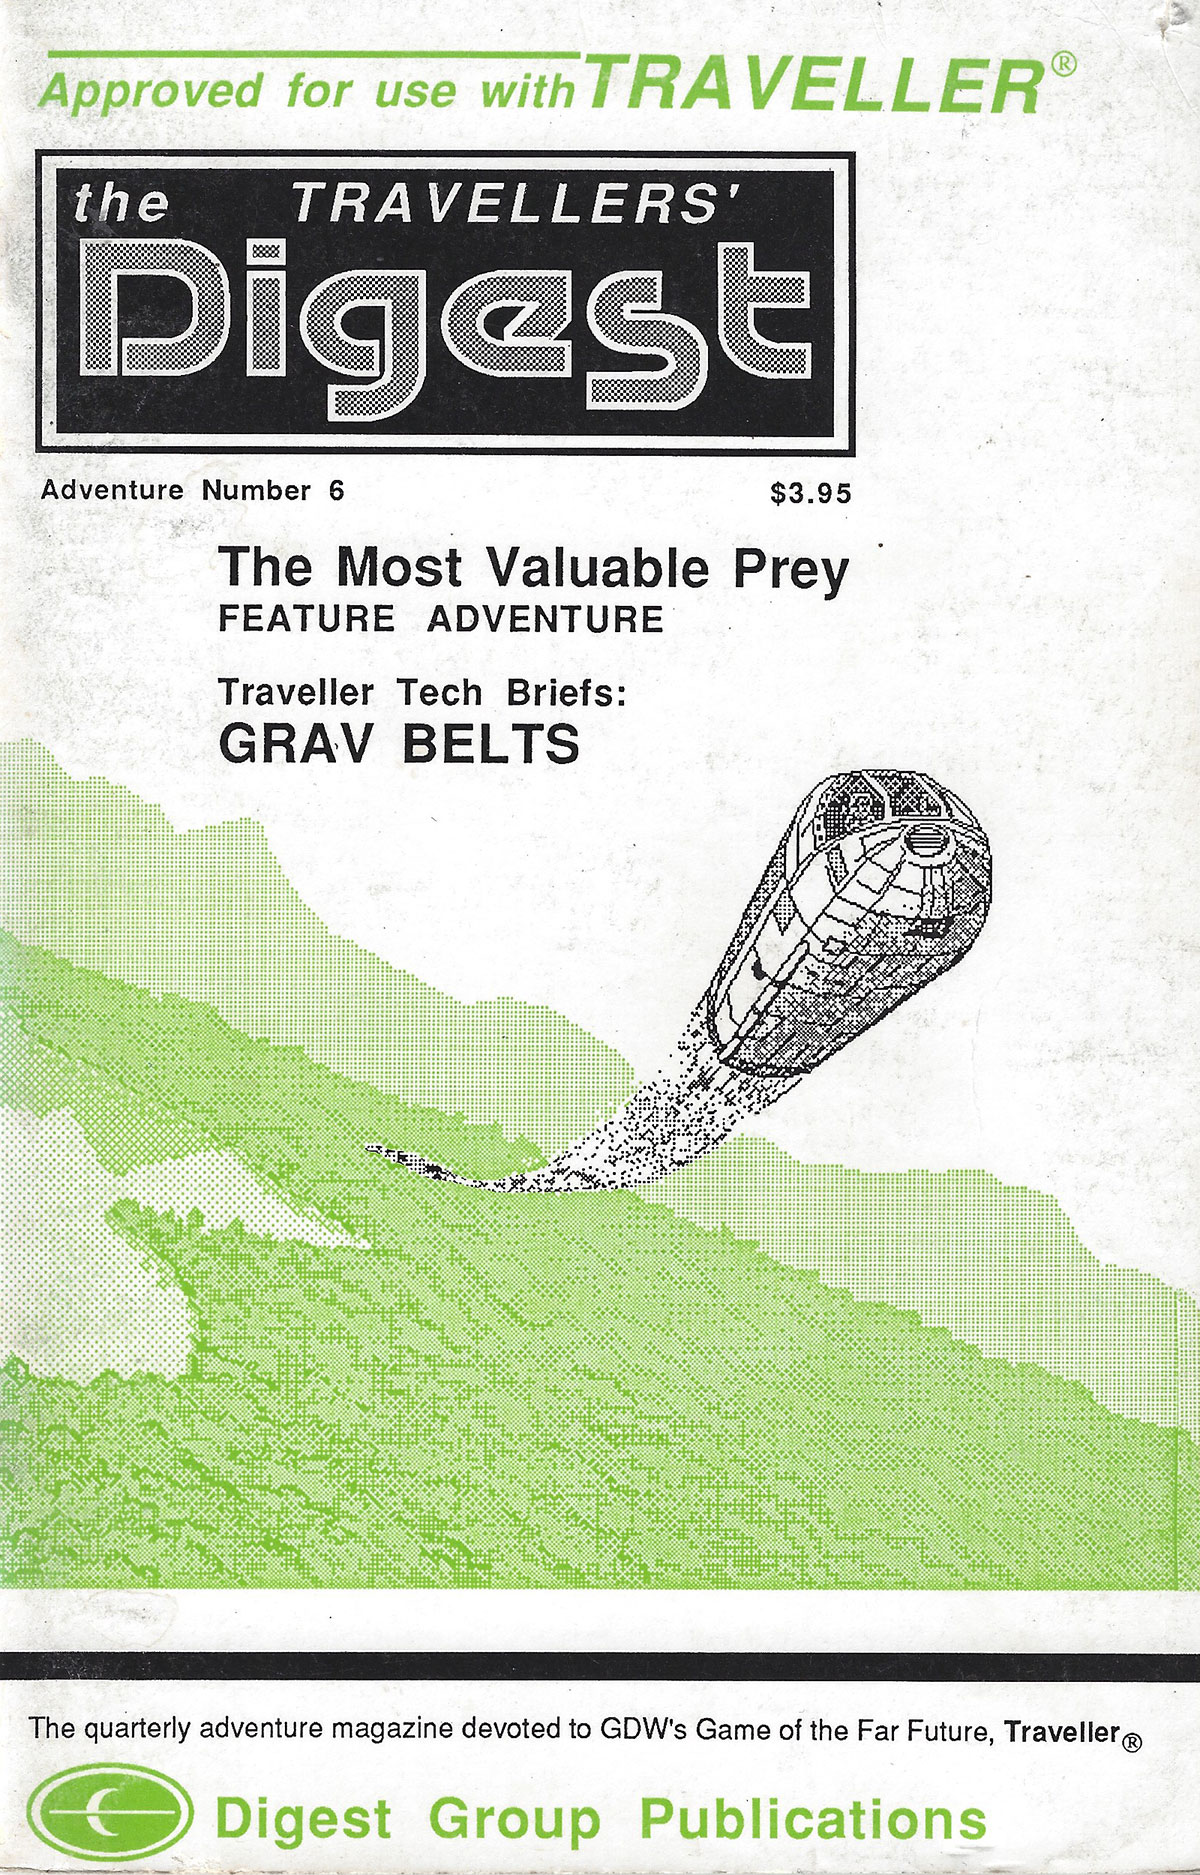 Approved for use with TRAVELLER®
the TRAVELLERS'
Digest
Adventure Number 6
$3.95
The Most Valuable Prey
FEATURE ADVENTURE
Traveller Tech Briefs:
GRAV BELTS
The quarterly adventure magazine devoted to GDW's Game of the Far Future, Traveller®
Digest Group Publications